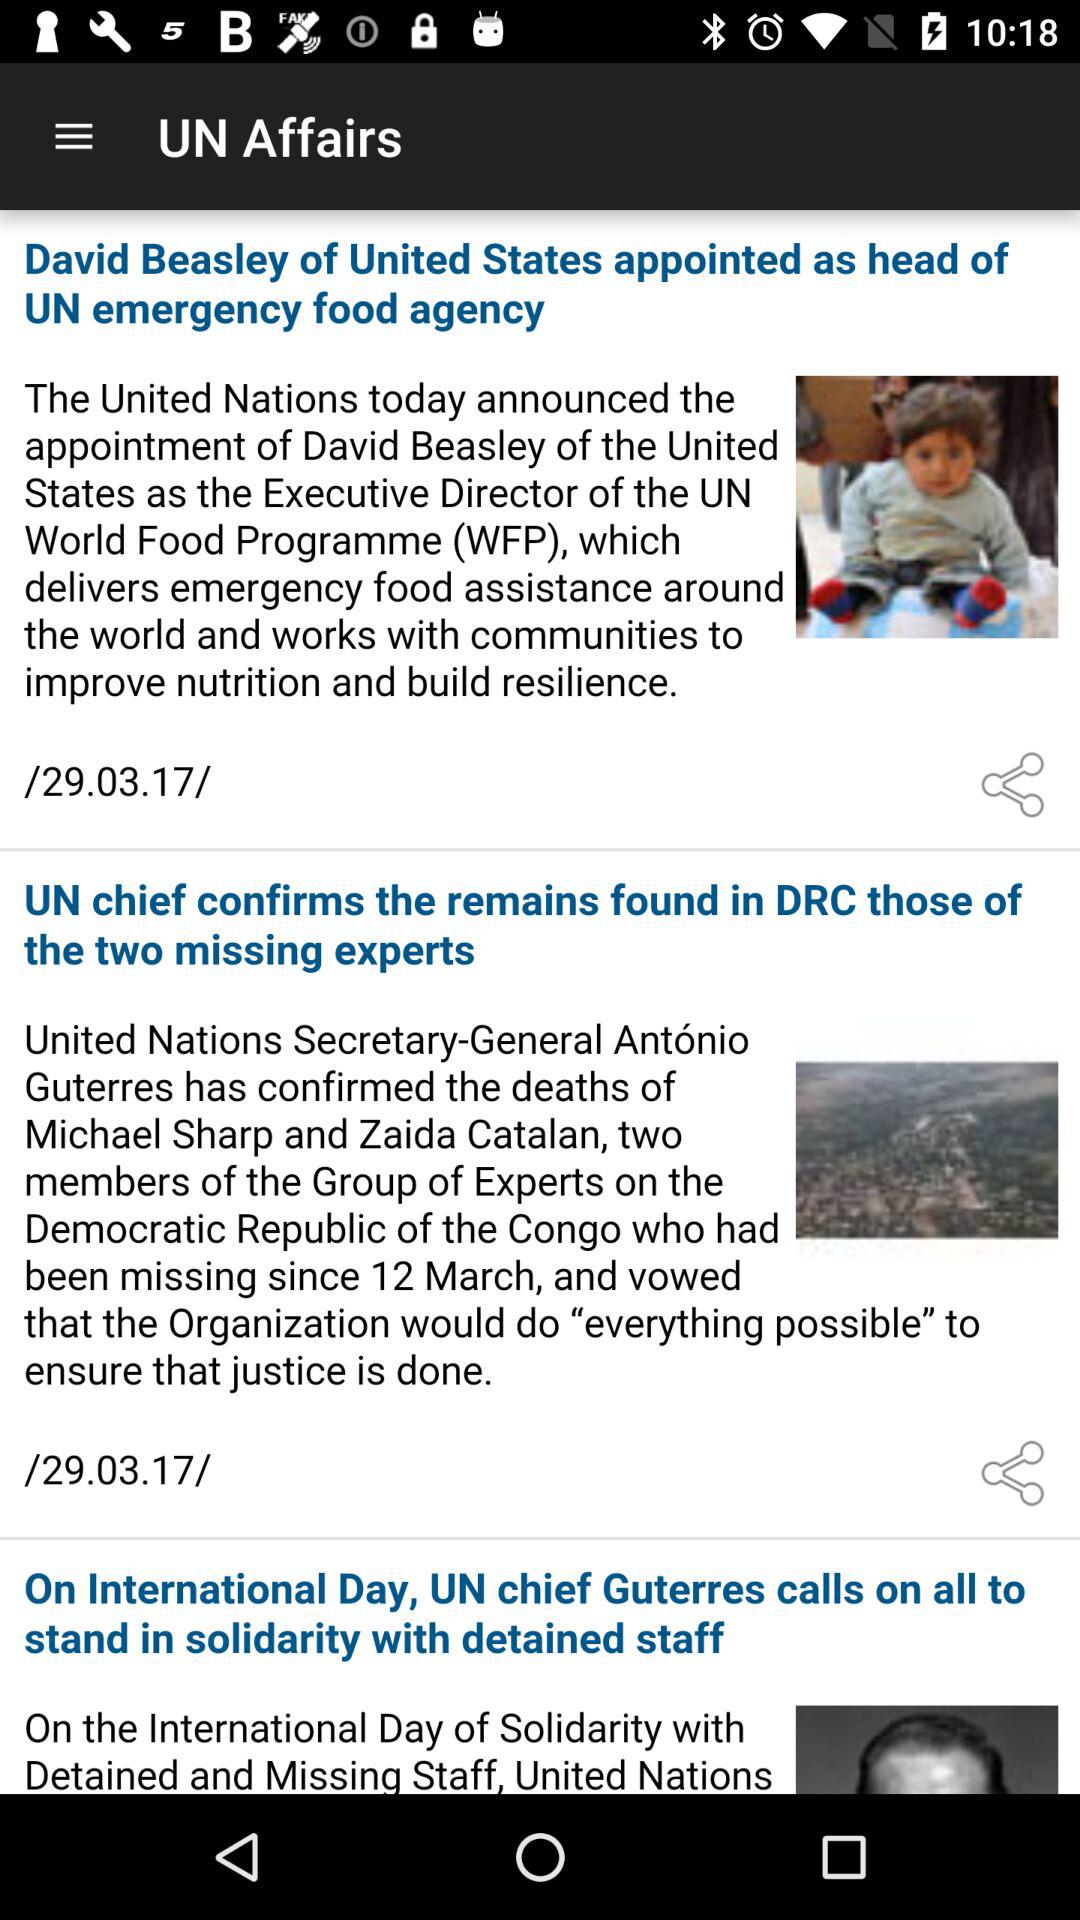 5 B FAKE 10:18
UN Affairs
David Beasley of United States appointed as head of
UN emergency food agency
The United Nations today announced the
appointment of David Beasley of the United
States as the Executive Director of the UN
World Food Programme (WFP), which
delivers emergency food assistance around
the world and works with communities to
improve nutrition and build resilience.
/29.03.17/
UN chief confirms the remains found in DRC those of
the two missing experts
United Nations Secretary-General António
Guterres has confirmed the deaths of
Michael Sharp and Zaida Catalan, two
members of the Group of Experts on the
Democratic Republic of the Congo who had
been missing since 12 March, and vowed
that the Organization would do “everything possible” to
ensure that justice is done.
/29.03.17/
On International Day, UN chief Guterres calls on all to
stand in solidarity with detained staff
On the International Day of Solidarity with
Detained and Missing Staff, United Nations